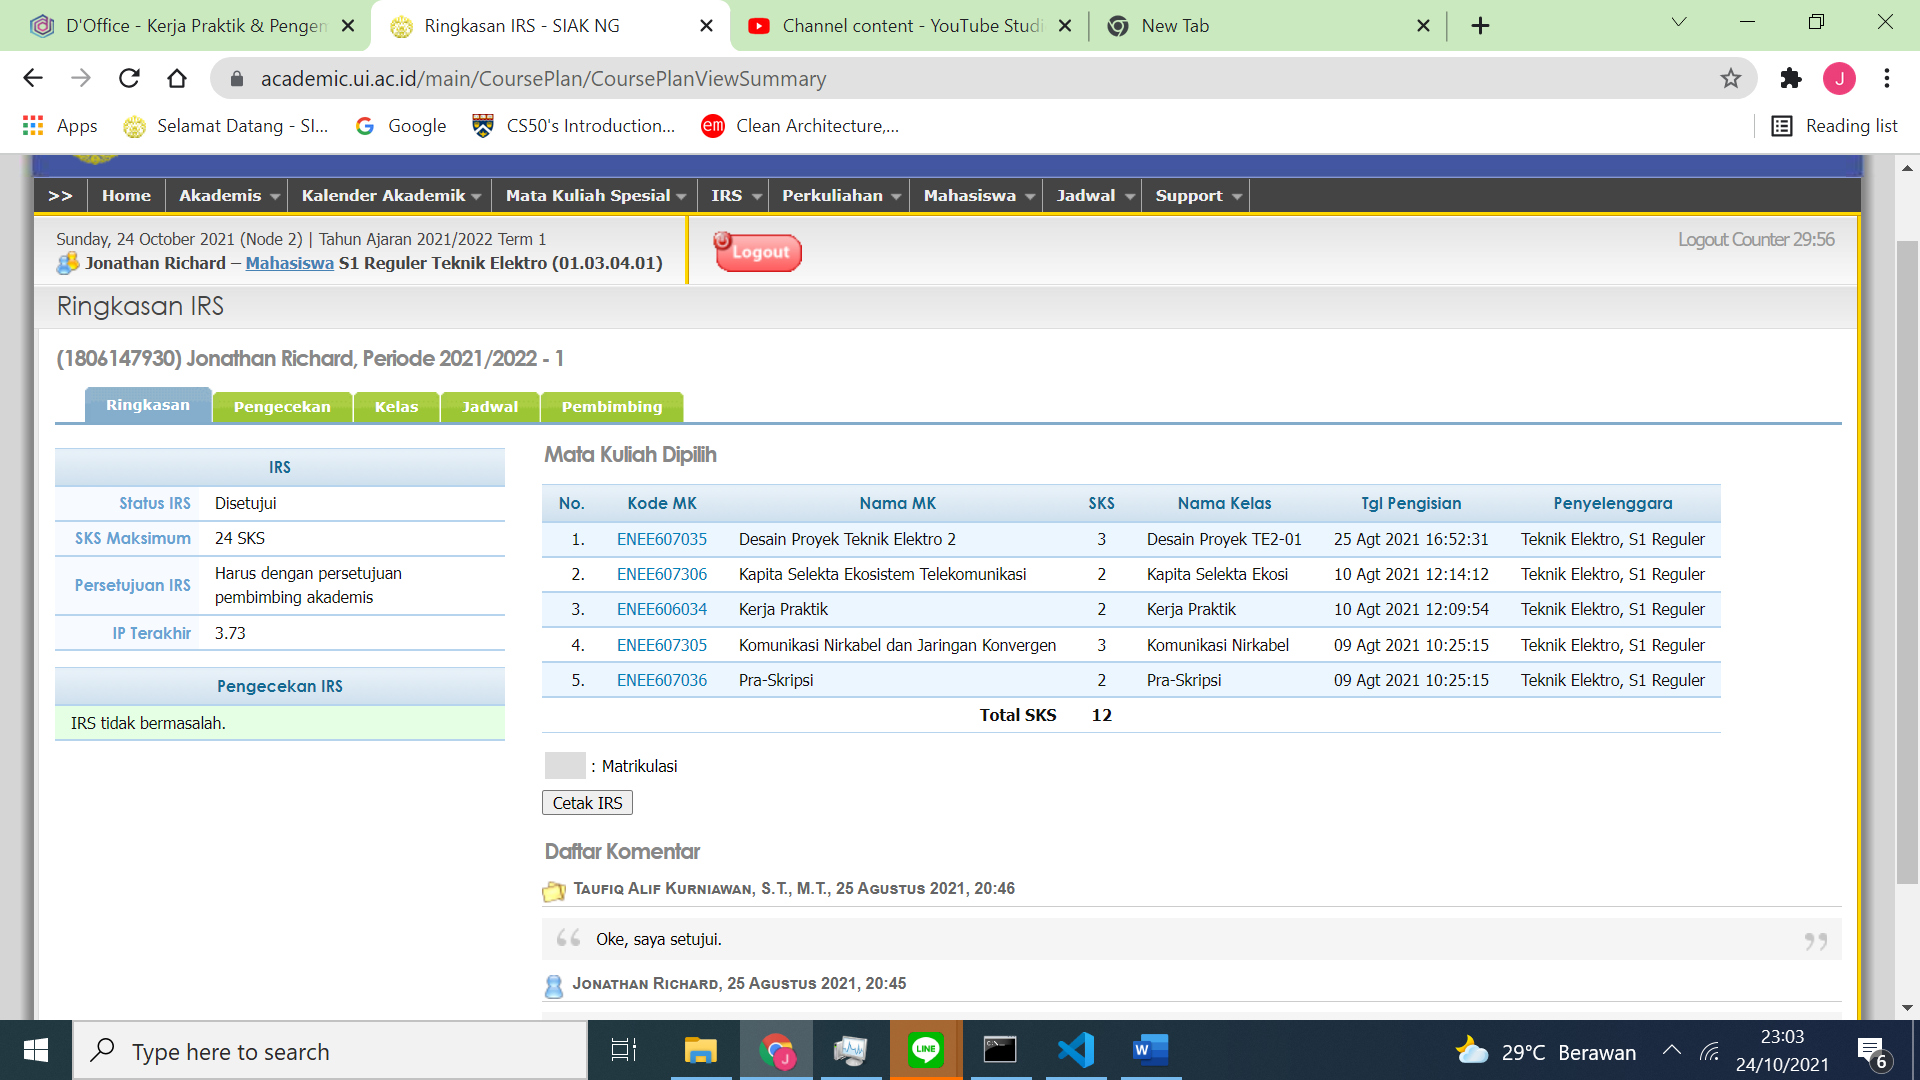 D'Office - Kerja Praktik & Pengem
Ringkasan IRS - SIAK NG
Channel content - YouTube Studi
New Tab
academic.ui.ac.id/main/CoursePlan/CoursePlanViewSummary
J
Apps
Selamat Datang - SI...
Google
CS50's Introduction...
em
Clean Architecture,...
Reading list
>> Home Akademis Kalender Akademik Mata Kuliah Spesial IRS Perkuliahan Mahasiswa Jadwal Support
Sunday, 24 October 2021 (Node 2) | Tahun Ajaran 2021/2022 Term 1
Jonathan Richard – Mahasiswa S1 Reguler Teknik Elektro (01.03.04.01)
Logout
Logout Counter 29:56
Ringkasan IRS
(1806147930) Jonathan Richard, Periode 2021/2022 - 1
Ringkasan Pengecekan Kelas Jadwal Pembimbing
IRS
Status IRS Disetujui
SKS Maksimum 24 SKS
Persetujuan IRS Harus dengan persetujuan
pembimbing akademis
IP Terakhir 3.73
Pengecekan IRS
IRS tidak bermasalah.
Mata Kuliah Dipilih
No. Kode MK Nama MK SKS Nama Kelas Tgl Pengisian Penyelenggara
1. ENEE607035 Desain Proyek Teknik Elektro 2 3 Desain Proyek TE2-01 25 Agt 2021 16:52:31 Teknik Elektro, S1 Reguler
2. ENEE607306 Kapita Selekta Ekosistem Telekomunikasi 2 Kapita Selekta Ekosi 10 Agt 2021 12:14:12 Teknik Elektro, S1 Reguler
3. ENEE606034 Kerja Praktik 2 Kerja Praktik 10 Agt 2021 12:09:54 Teknik Elektro, S1 Reguler
4. ENEE607305 Komunikasi Nirkabel dan Jaringan Konvergen 3 Komunikasi Nirkabel 09 Agt 2021 10:25:15 Teknik Elektro, S1 Reguler
5. ENEE607036 Pra-Skripsi 2 Pra-Skripsi 09 Agt 2021 10:25:15 Teknik Elektro, S1 Reguler
Total SKS 12
: Matrikulasi
Cetak IRS
Daftar Komentar
Taufiq Alif Kurniawan, S.T., M.T., 25 Agustus 2021, 20:46
“ Oke, saya setujui. ”
Jonathan Richard, 25 Agustus 2021, 20:45
Type here to search
J
LINE
W
29°C Berawan
23:03
24/10/2021
6